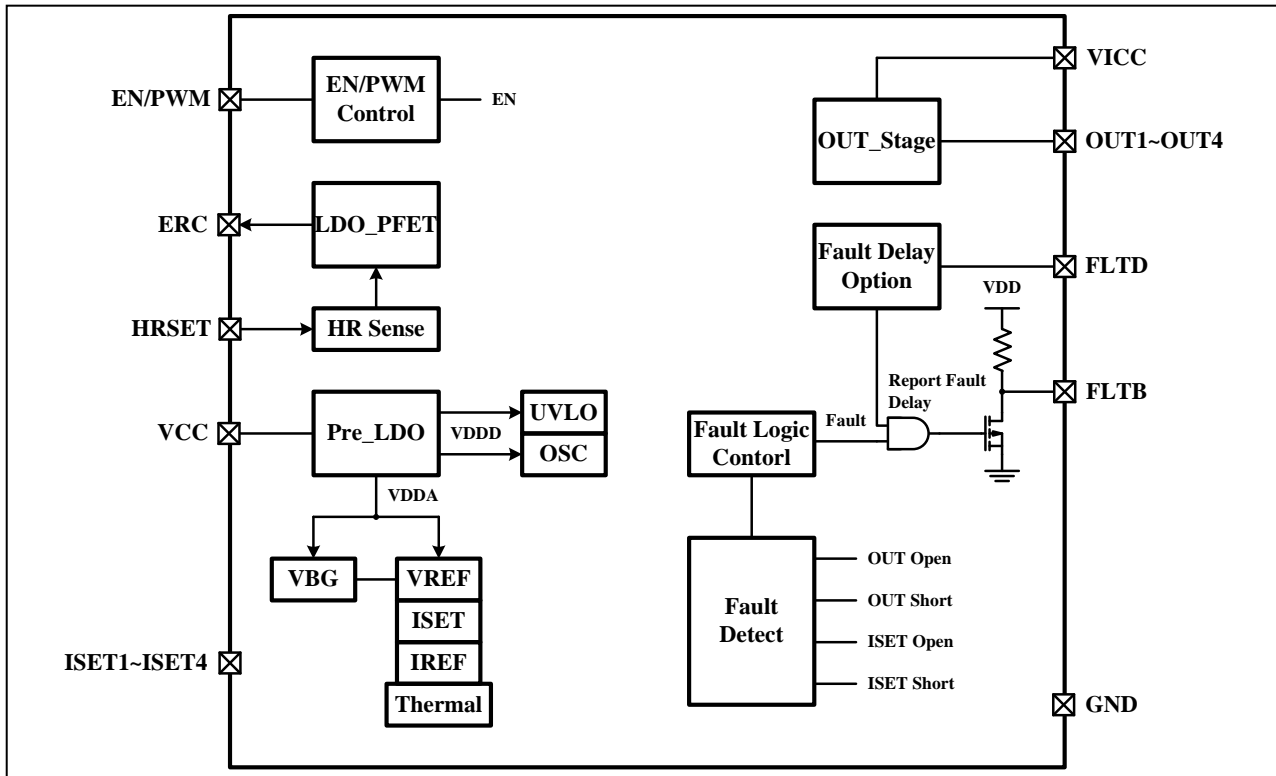 EN/PWM
EN/PWM
Control
EN
ERC
LDO_PFET
HRSET
HR Sense
VCC
Pre_LDO
VDDD
UVLO
OSC
VDDA
VBG
VREF
ISET
IREF
Thermal
ISET1~ISET4
VICC
OUT_Stage
OUT1~OUT4
Fault Delay
Option
FLTD
VDD
Report Fault
Delay
FLTB
Fault Logic
Contorl
Fault
Fault
Detect
OUT Open
OUT Short
ISET Open
ISET Short
GND